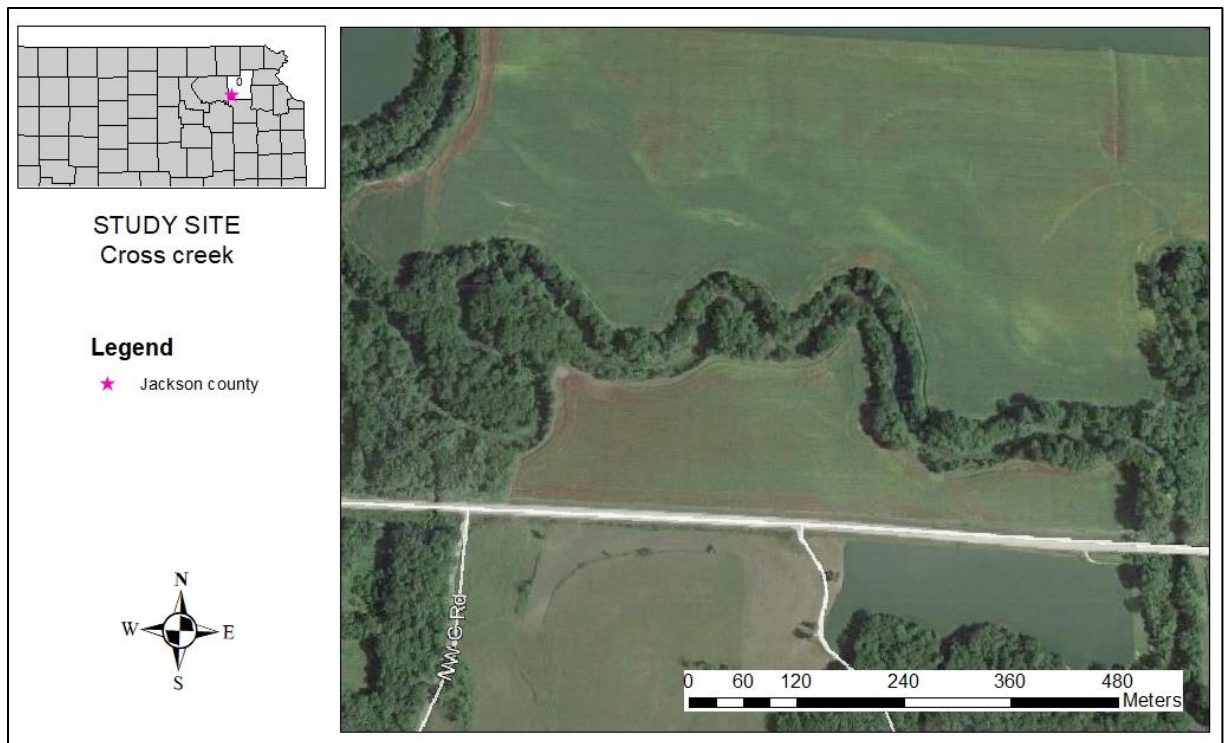 STUDY SITE
Cross creek
Legend
Jackson county
N
W E
S
NW C Rd
0 60 120 240 360 480
Meters